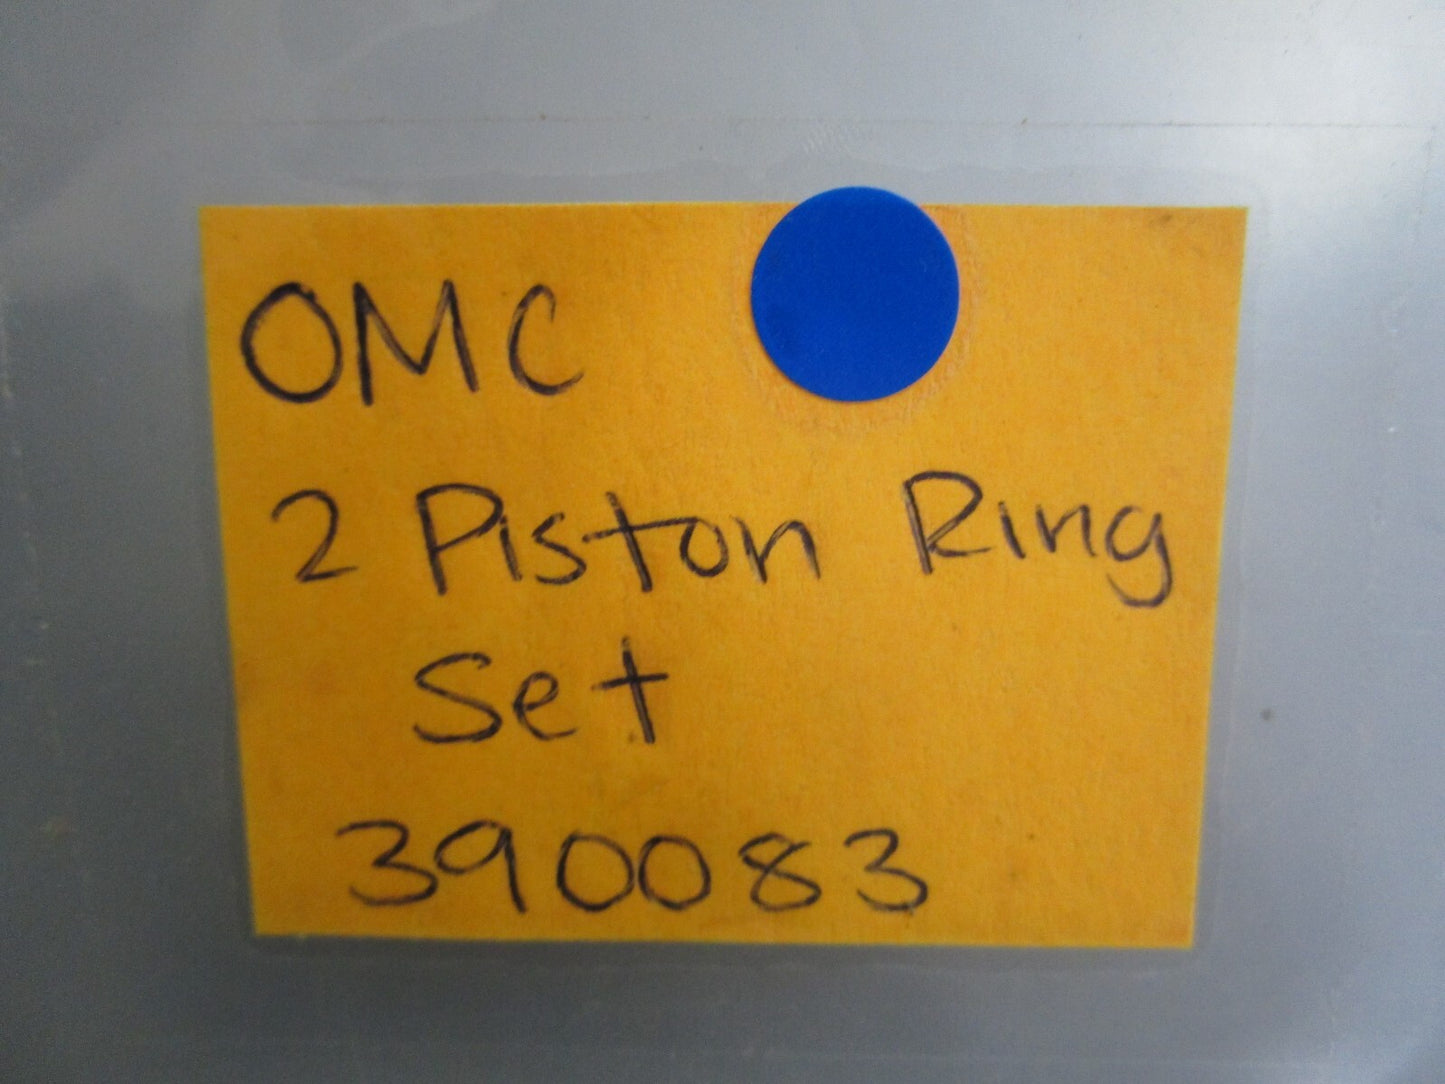 OMC
2 Piston Ring
Set
390083